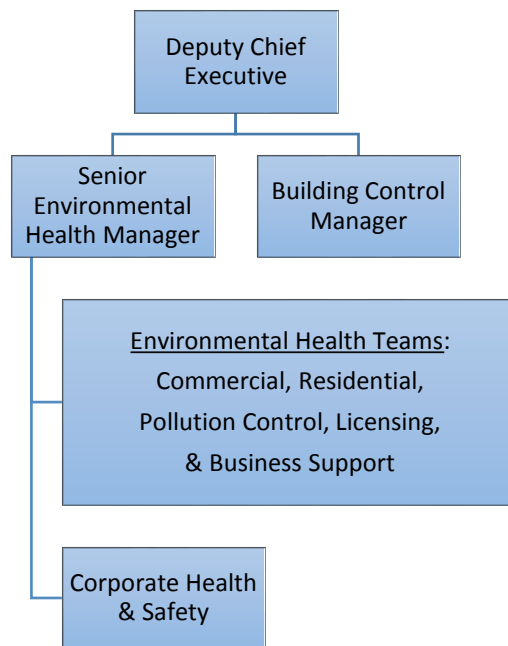 Deputy Chief
Executive
Senior
Environmental
Health Manager
Building Control
Manager
Environmental Health Teams:
Commercial, Residential,
Pollution Control, Licensing,
& Business Support
Corporate Health
& Safety